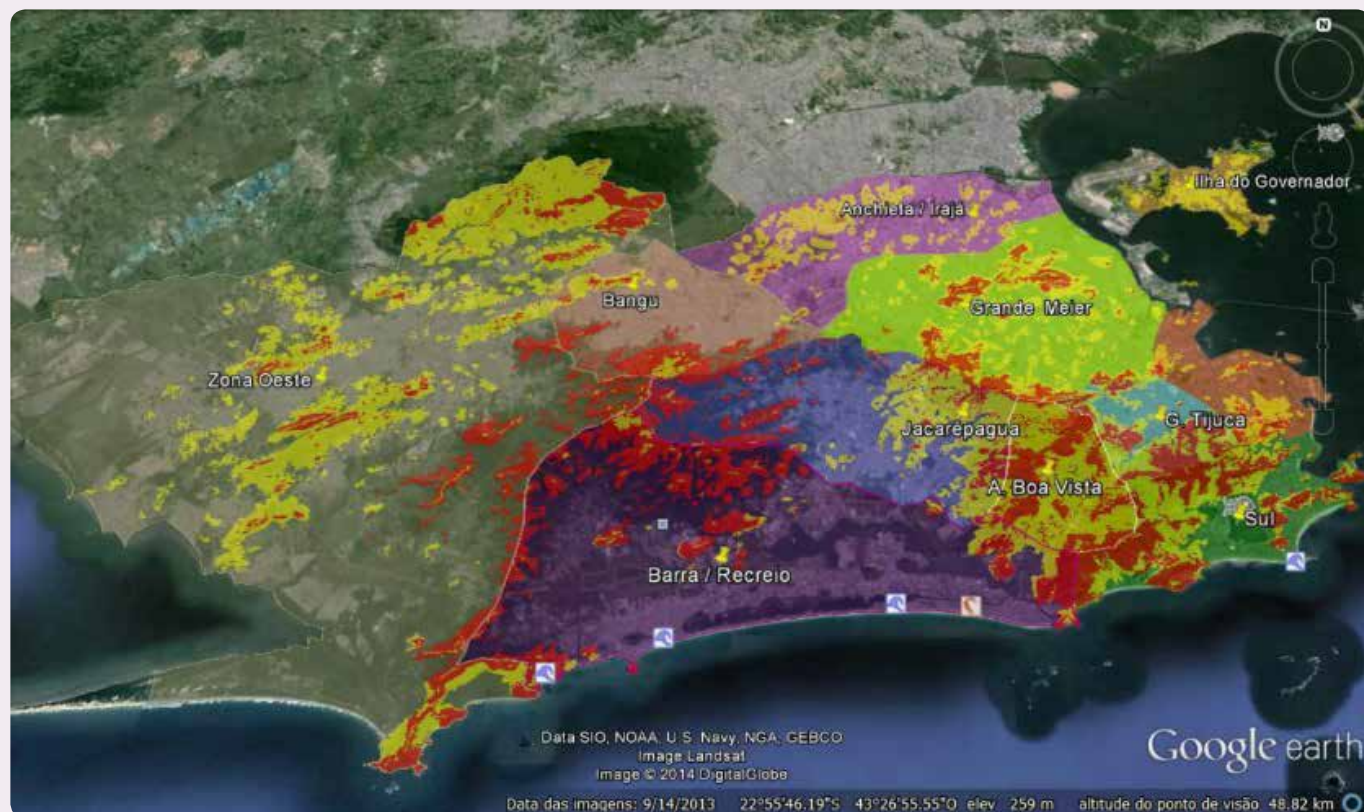 N
Ilha do Governador
Anchieta / Irajá
Bangu
Grande Meier
Zona Oeste
G. Tijuca
Jacarépagua
A. Boa Vista
Sul
Barra / Recreio
Data SIO, NOAA, U.S. Navy, NGA, GEBCO
Image Landsat
Image © 2014 DigitalGlobe
Google earth
Data das imagens: 9/14/2013 22°55'46.19"S 43°26'55.55"O elev 259 m altitude do ponto de visão 48.82 km